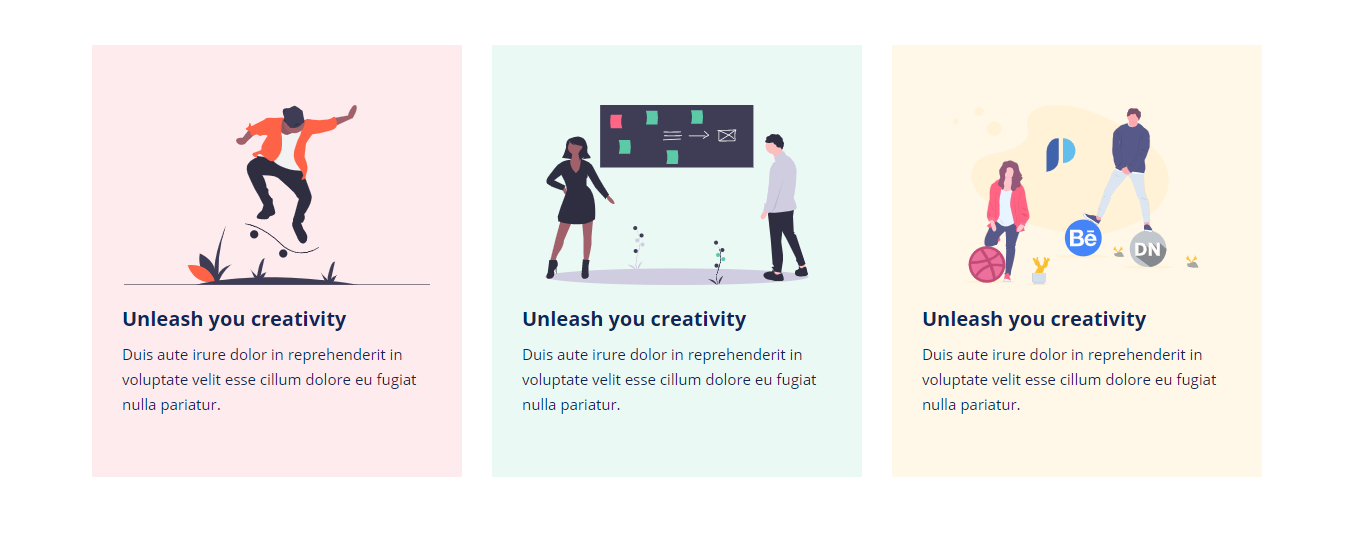 Bē
DN
Unleash you creativity
Duis aute irure dolor in reprehenderit in
voluptate velit esse cillum dolore eu fugiat
nulla pariatur.
Unleash you creativity
Duis aute irure dolor in reprehenderit in
voluptate velit esse cillum dolore eu fugiat
nulla pariatur.
Unleash you creativity
Duis aute irure dolor in reprehenderit in
voluptate velit esse cillum dolore eu fugiat
nulla pariatur.